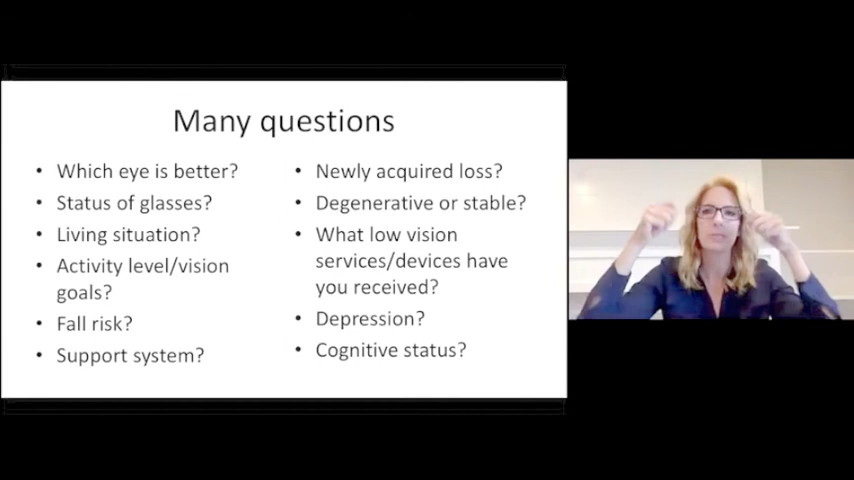 Many questions
• Which eye is better?
• Status of glasses?
• Living situation?
• Activity level/vision
goals?
• Fall risk?
• Support system?
• Newly acquired loss?
• Degenerative or stable?
• What low vision
services/devices have
you received?
• Depression?
• Cognitive status?